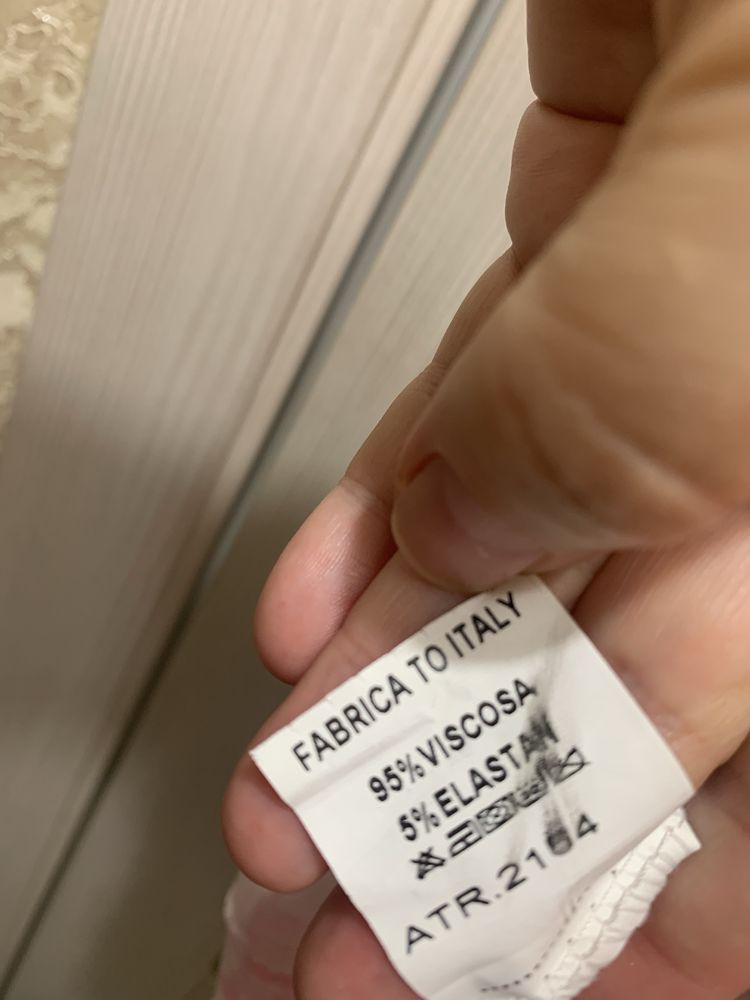 FABRICA TO ITALY
95% VISCOSA
5% ELASTAN